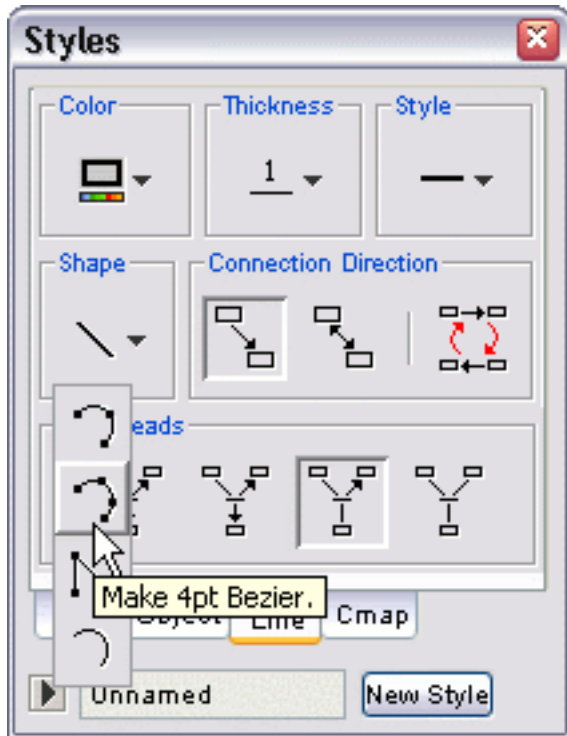 Styles
Color Thickness Style
1
Shape Connection Direction
eads
Make 4pt Bezier.
Object Line Cmap
Unnamed New Style